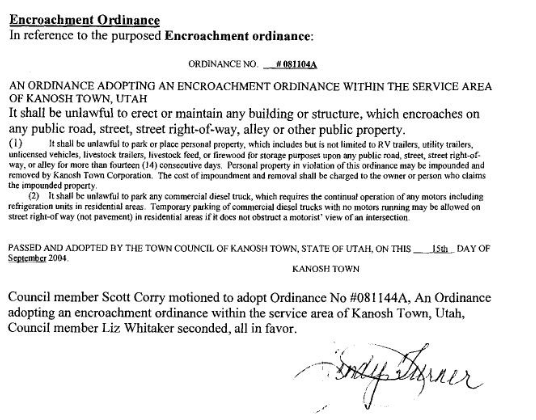 Encroachment Ordinance
In reference to the purposed Encroachment ordinance:
ORDINANCE NO. # 081104A
AN ORDINANCE ADOPTING AN ENCROACHMENT ORDINANCE WITHIN THE SERVICE AREA
OF KANOSH TOWN, UTAH
It shall be unlawful to erect or maintain any building or structure, which encroaches on
any public road, street, street right-of-way, alley or other public property.
(1) It shall be unlawful to park or place personal property, which includes but is not limited to RV trailers, utility trailers,
unlicensed vehicles, livestock trailers, livestock feed, or firewood for storage purposes upon any public road, street, street right-of-
way, or alley for more than fourteen (14) consecutive days. Personal property in violation of this ordinance may be impounded and
removed by Kanosh Town Corporation. The cost of impoundment and removal shall be charged to the owner or person who claims
the impounded property.
(2) It shall be unlawful to park any commercial diesel truck, which requires the continual operation of any motors including
refrigeration units in residential areas. Temporary parking of commercial diesel trucks with no motors running may be allowed on
street right of way (not pavement) in residential areas if it does not obstruct a motorist' view of an intersection.
PASSED AND ADOPTED BY THE TOWN COUNCIL OF KANOSH TOWN, STATE OF UTAH, ON THIS 15th DAY OF
September 2004.
KANOSH TOWN
Council member Scott Corry motioned to adopt Ordinance No #081144A, An Ordinance
adopting an encroachment ordinance within the service area of Kanosh Town, Utah,
Council member Liz Whitaker seconded, all in favor.
Turner